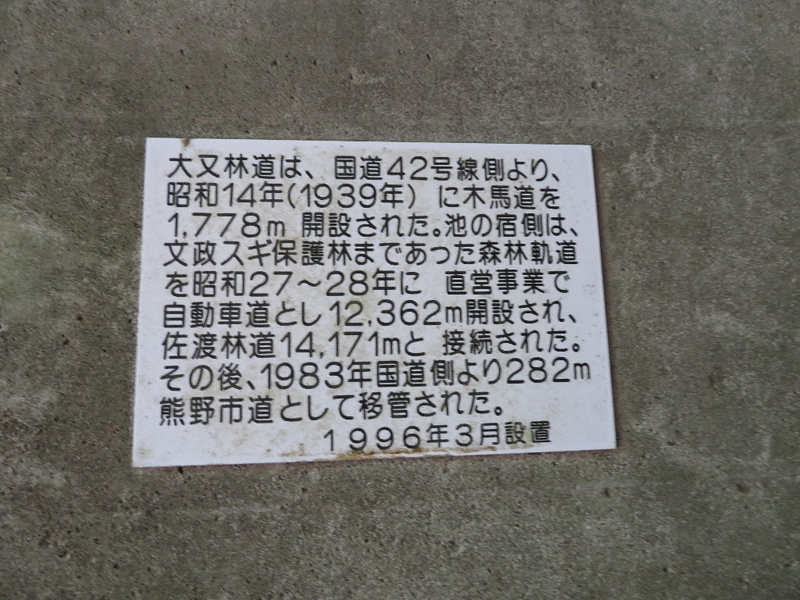 大又林道は、国道42号線側より、
昭和14年(1939年) に木馬道を
1,778m 開設された。池の宿側は、
文政スギ保護林まであった森林軌道
を昭和27～28年に 直営事業で
自動車道とし12,362m開設され、
佐渡林道14,171mと 接続された。
その後、1983年国道側より282m
熊野市道として移管された。
1996年3月設置